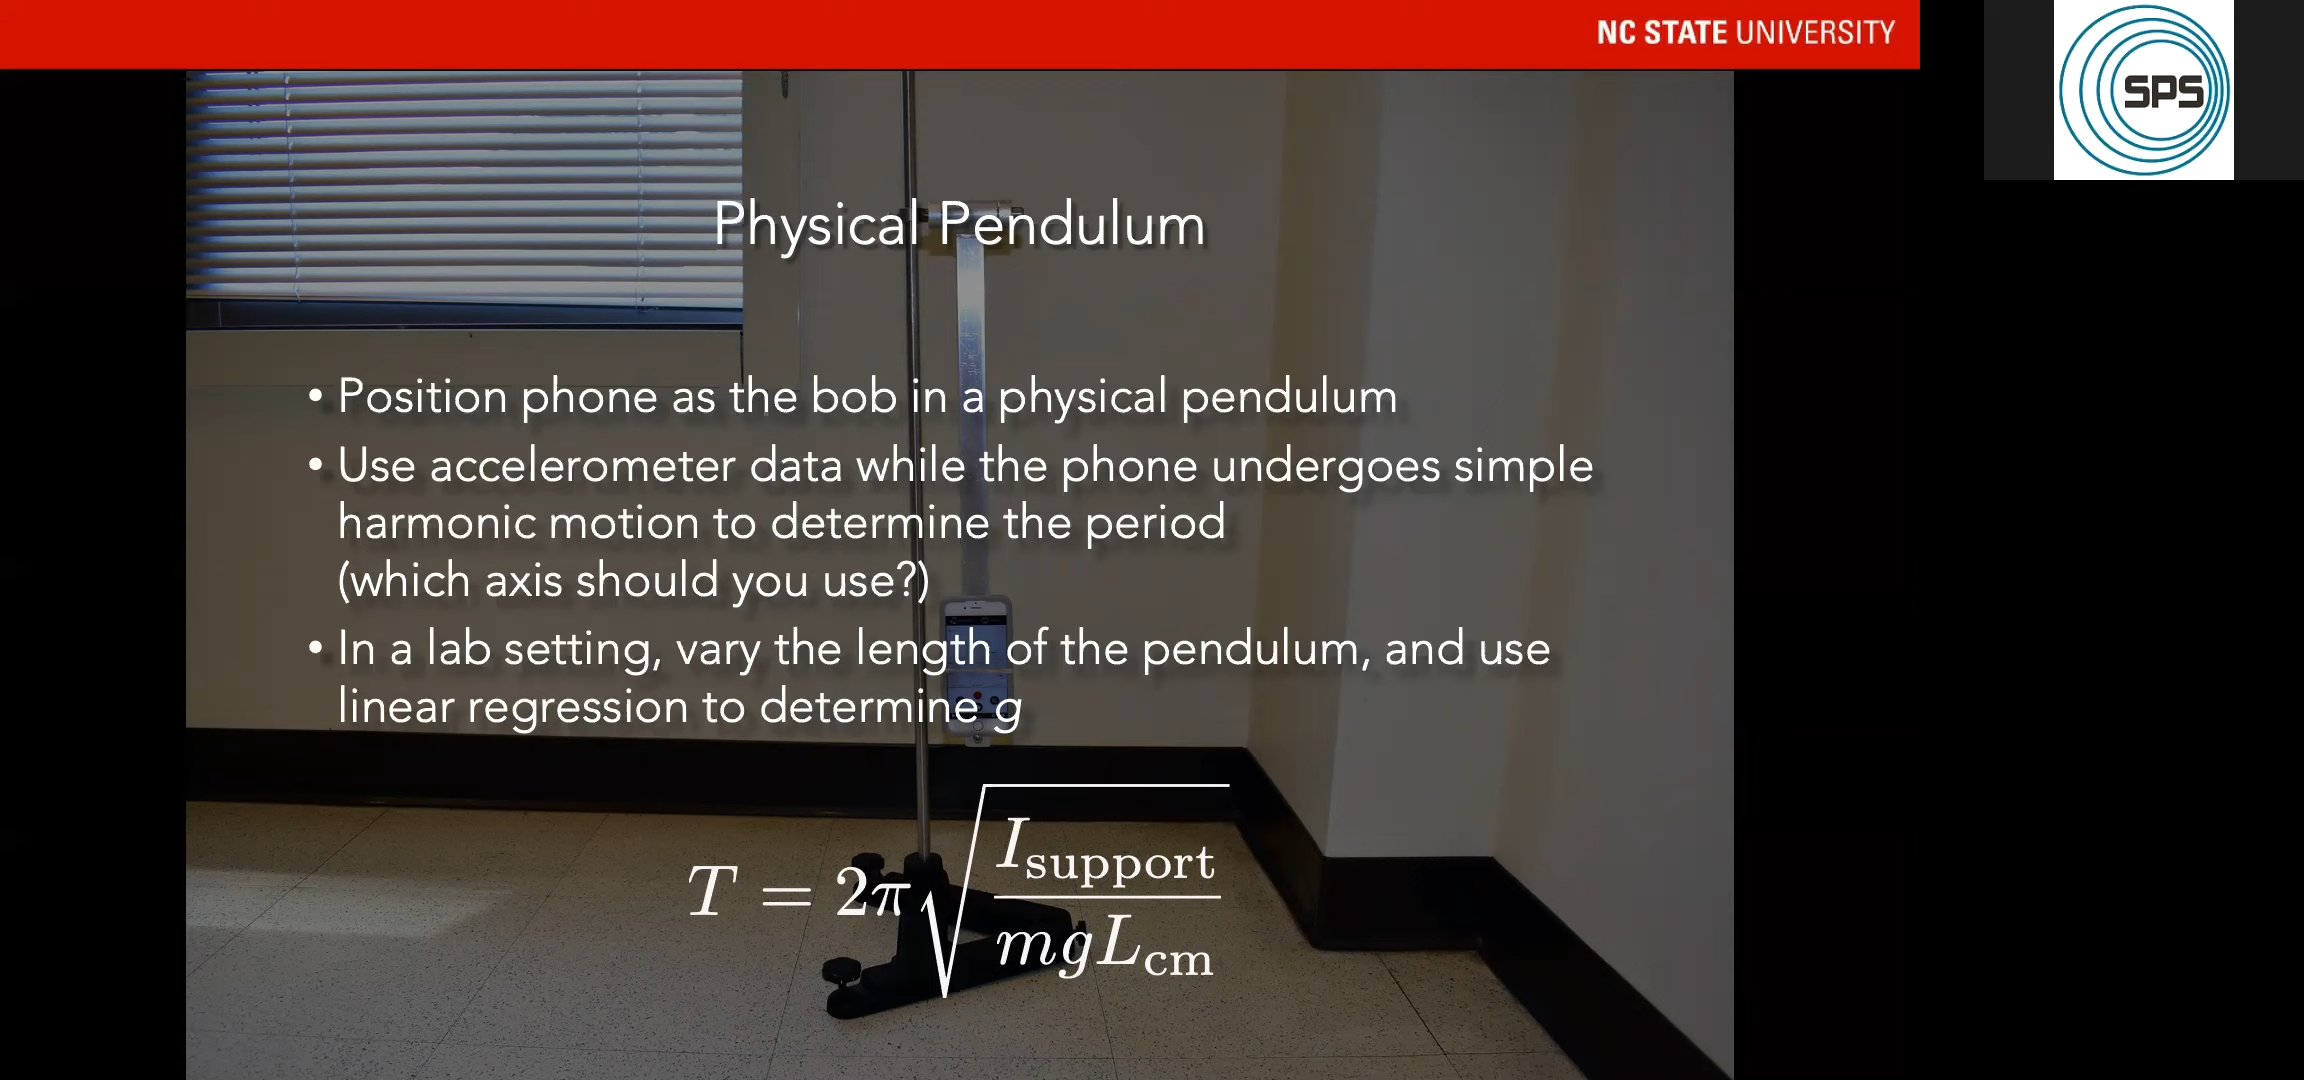 NC STATE UNIVERSITY
SPS
Physical Pendulum
• Position phone as the bob in a physical pendulum
• Use accelerometer data while the phone undergoes simple
harmonic motion to determine the period
(which axis should you use?)
• In a lab setting, vary the length of the pendulum, and use
linear regression to determine g
T = 2π√(I_support / mgL_cm)